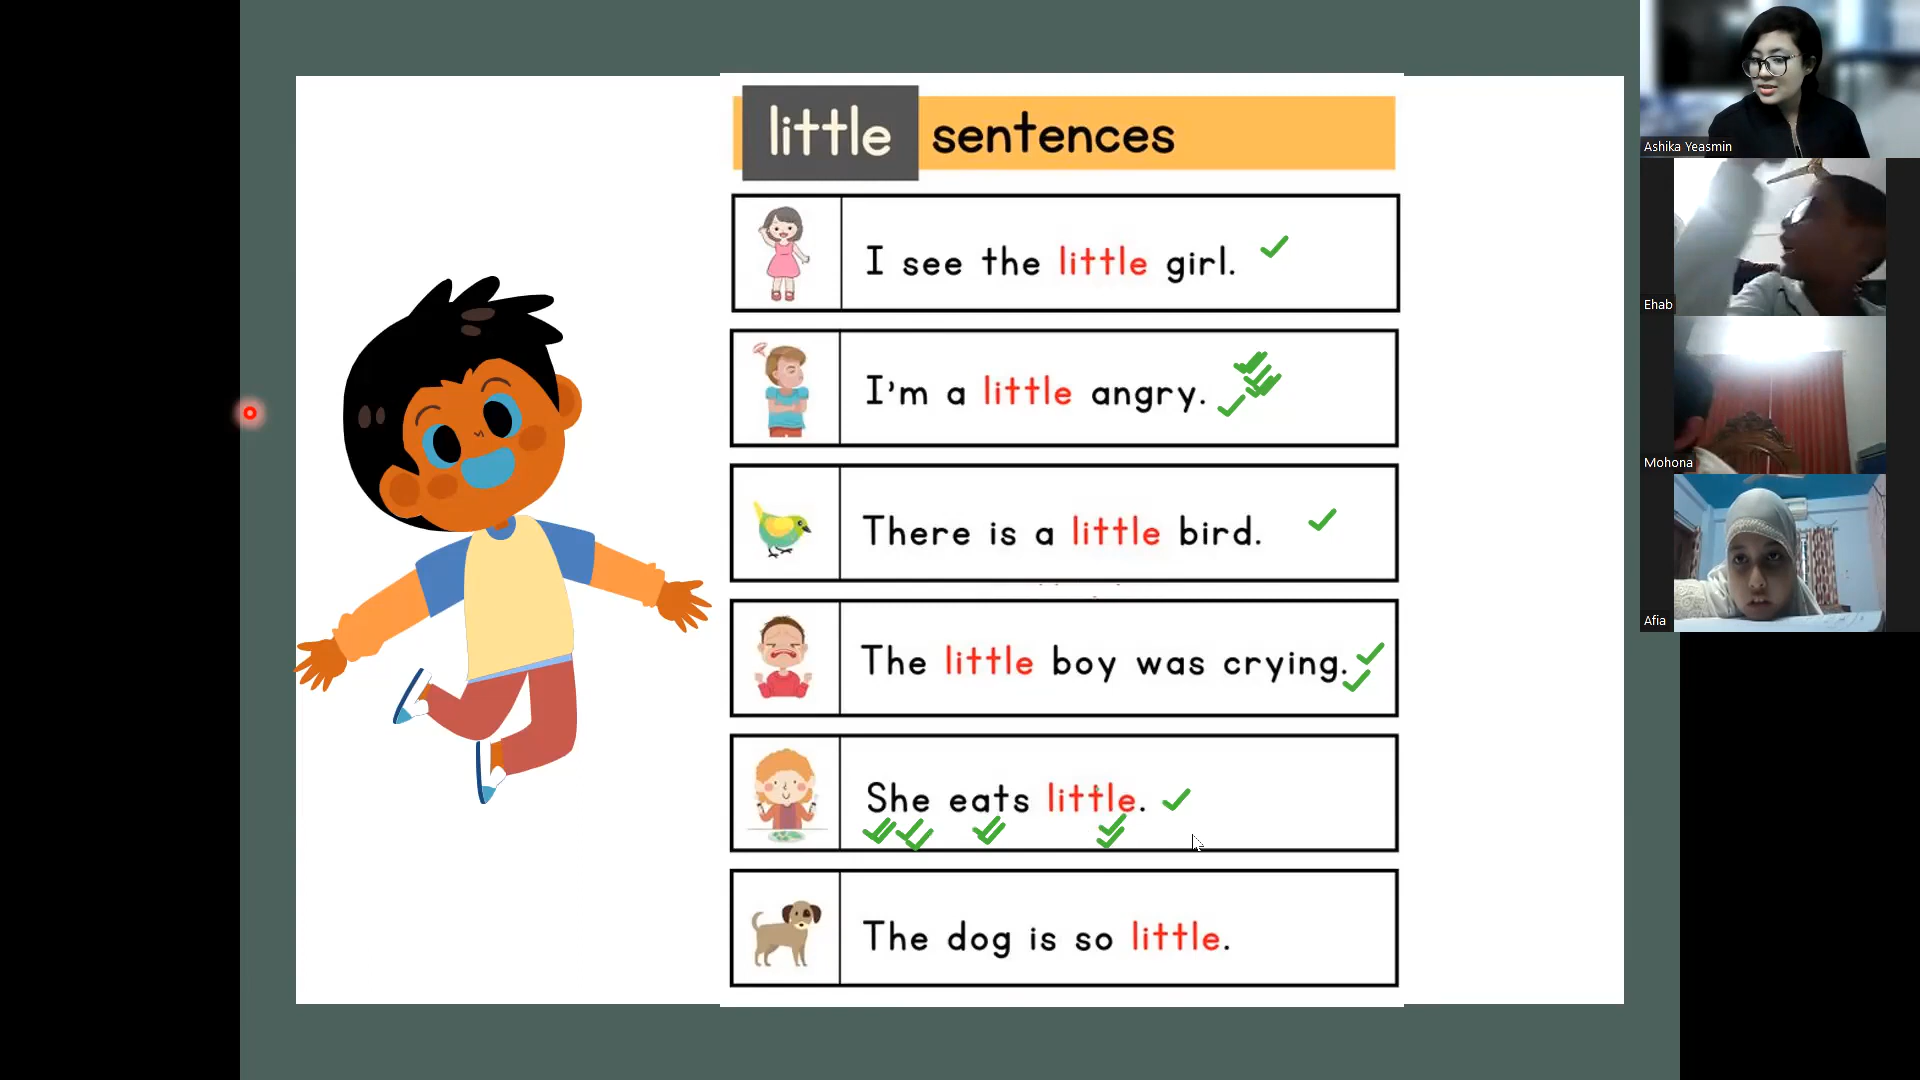 little sentences
I see the little girl.
I'm a little angry.
There is a little bird.
The little boy was crying.
She eats little.
The dog is so little.
Ashika Yeasmin
Ehab
Mohona
Afia